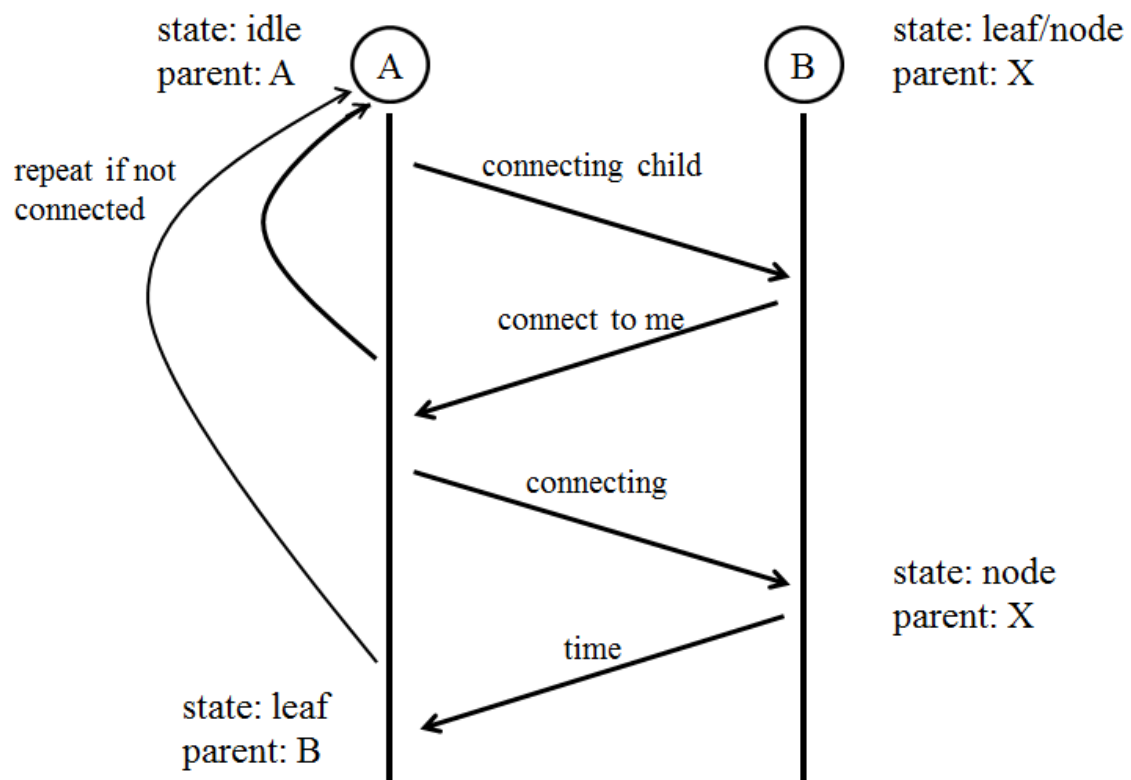 state: idle
parent: A
A
B
state: leaf/node
parent: X
repeat if not
connected
connecting child
connect to me
connecting
state: node
parent: X
time
state: leaf
parent: B